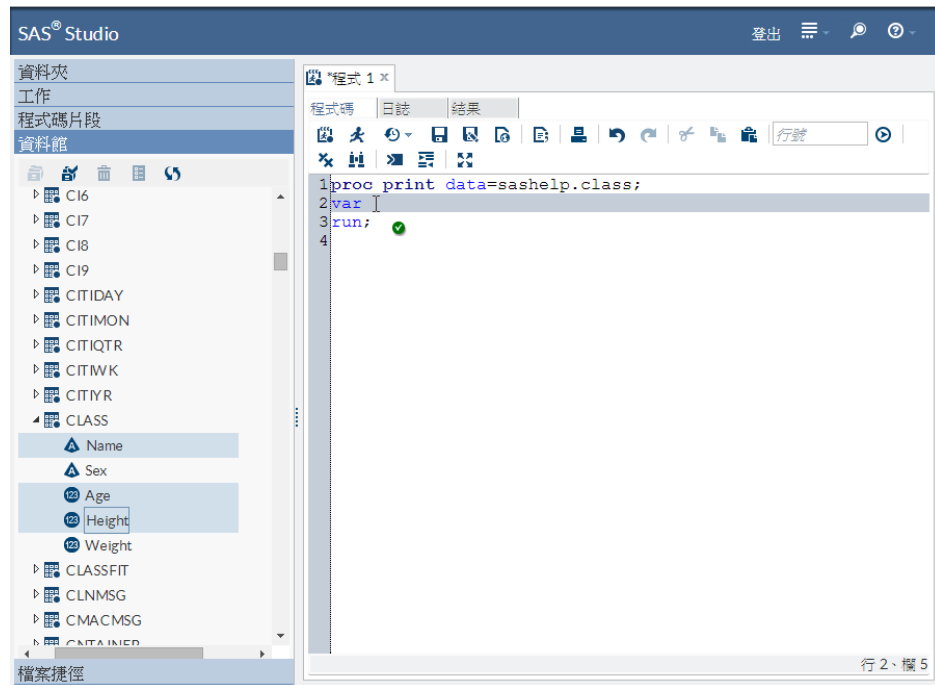 SAS® Studio
登出
資料夾
工作
程式碼片段
資料館
CI6
CI7
CI8
CI9
CITIDAY
CITIMON
CITIQTR
CITIWK
CITIYR
CLASS
Name
Sex
Age
Height
Weight
CLASSFIT
CLNMSG
CMACMSG
CNTAINER
檔案捷徑
*程式 1 ×
程式碼 日誌 結果
行號
1 proc print data=sashelp.class;
2 var
3 run;
4
行 2、欄 5